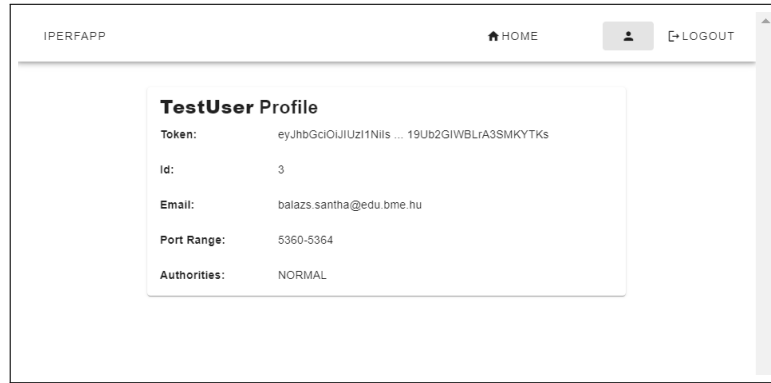 IPERFAPP HOME LOGOUT
TestUser Profile
Token: eyJhbGciOiJIUzI1NiIs ... 19Ub2GIWBLrA3SMKYTKs
Id: 3
Email: balazs.santha@edu.bme.hu
Port Range: 5360-5364
Authorities: NORMAL